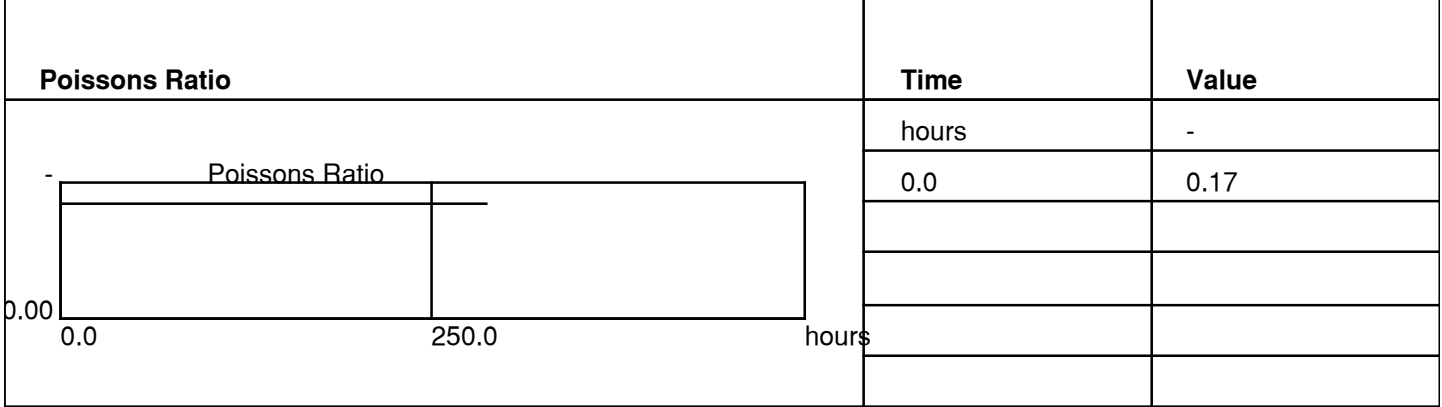 Poissons Ratio Time Value
hours -
- Poissons Ratio
0.0 0.17
0.00
0.0 250.0 hours